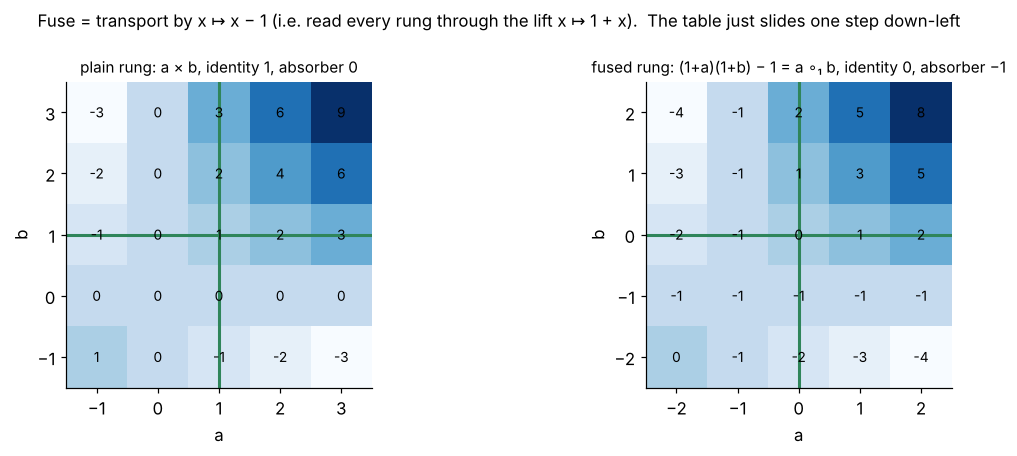 Fuse = transport by x ↦ x − 1 (i.e. read every rung through the lift x ↦ 1 + x).  The table just slides one step down-left
plain rung: a × b, identity 1, absorber 0
3 -3 0 3 6 9
2 -2 0 2 4 6
b
1 -1 0 1 2 3
0 0 0 0 0 0
−1 1 0 -1 -2 -3
−1 0 1 2 3
a
fused rung: (1+a)(1+b) − 1 = a ∘₁ b, identity 0, absorber −1
2 -4 -1 2 5 8
1 -3 -1 1 3 5
b
0 -2 -1 0 1 2
−1 -1 -1 -1 -1 -1
−2 0 -1 -2 -3 -4
−2 −1 0 1 2
a